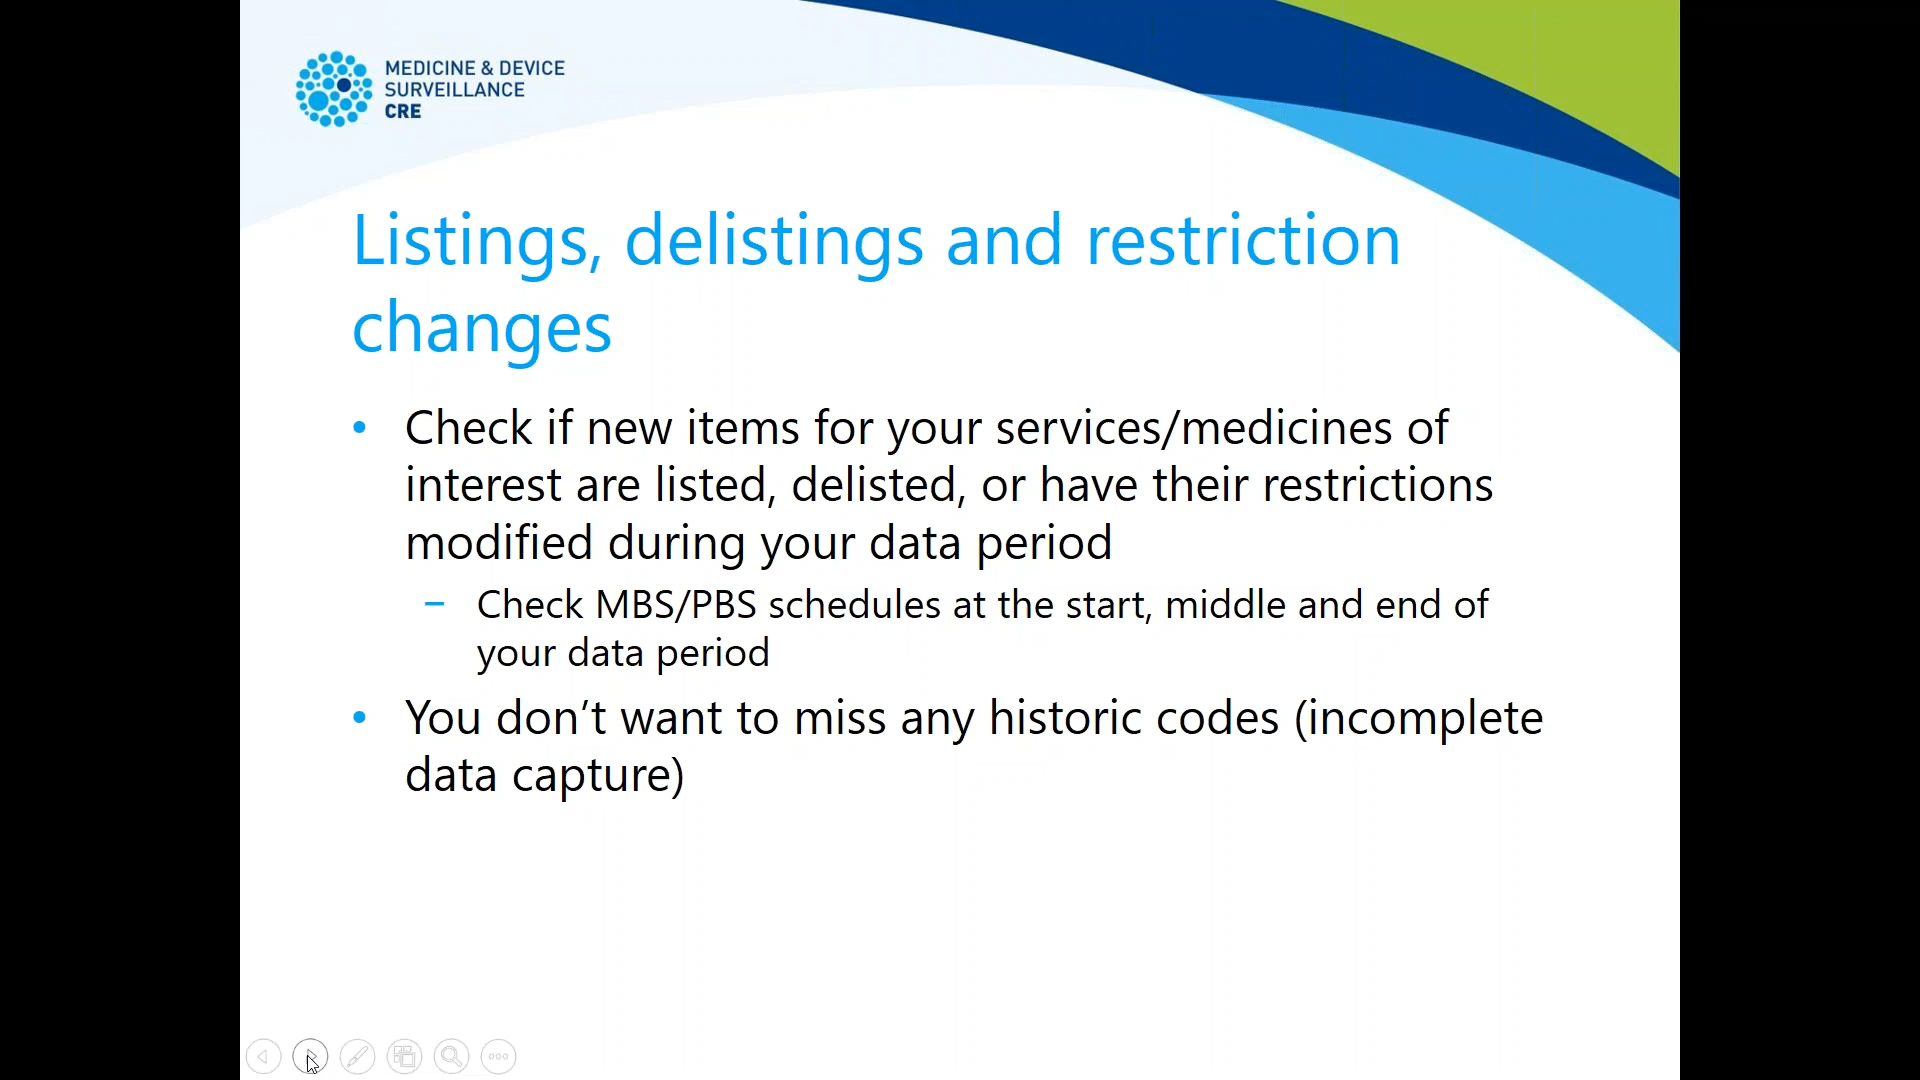 MEDICINE & DEVICE
SURVEILLANCE
CRE
Listings, delistings and restriction
changes
• Check if new items for your services/medicines of
interest are listed, delisted, or have their restrictions
modified during your data period
– Check MBS/PBS schedules at the start, middle and end of
your data period
• You don’t want to miss any historic codes (incomplete
data capture)